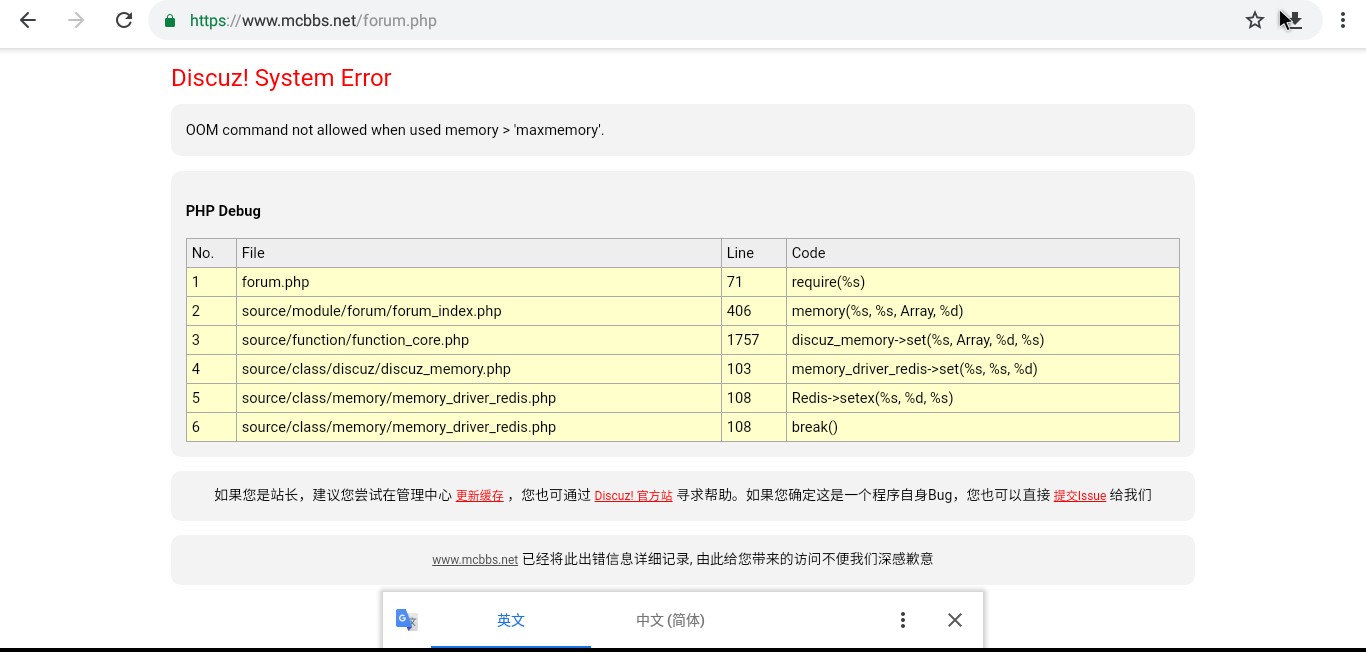 https://www.mcbbs.net/forum.php
Discuz! System Error
OOM command not allowed when used memory > 'maxmemory'.
PHP Debug
No. File Line Code
1 forum.php 71 require(%s)
2 source/module/forum/forum_index.php 406 memory(%s, %s, Array, %d)
3 source/function/function_core.php 1757 discuz_memory->set(%s, Array, %d, %s)
4 source/class/discuz/discuz_memory.php 103 memory_driver_redis->set(%s, %s, %d)
5 source/class/memory/memory_driver_redis.php 108 Redis->setex(%s, %d, %s)
6 source/class/memory/memory_driver_redis.php 108 break()
如果您是站长，建议您尝试在管理中心 更新缓存 ，您也可通过 Discuz! 官方站 寻求帮助。如果您确定这是一个程序自身Bug，您也可以直接 提交Issue 给我们
www.mcbbs.net 已经将此出错信息详细记录, 由此给您带来的访问不便我们深感歉意
G 文 英文 中文 (简体)